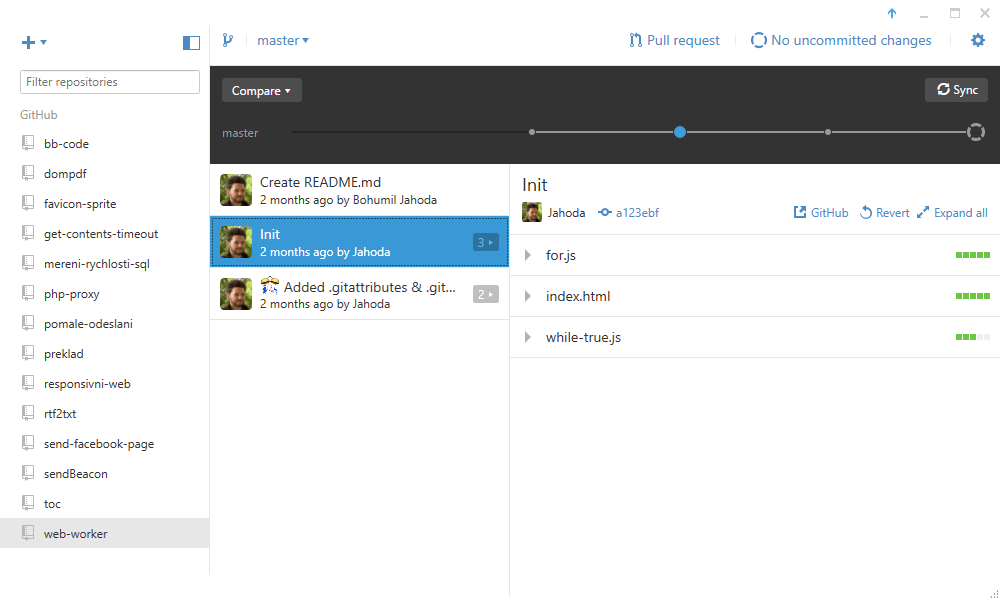 master
Pull request
No uncommitted changes
Filter repositories
GitHub
bb-code
dompdf
favicon-sprite
get-contents-timeout
mereni-rychlosti-sql
php-proxy
pomale-odeslani
preklad
responsivni-web
rtf2txt
send-facebook-page
sendBeacon
toc
web-worker
Compare
Sync
master
Create README.md
2 months ago by Bohumil Jahoda
Init
2 months ago by Jahoda
3
Added .gitattributes & .git...
2 months ago by Jahoda
2
Init
Jahoda
a123ebf
GitHub
Revert
Expand all
for.js
index.html
while-true.js